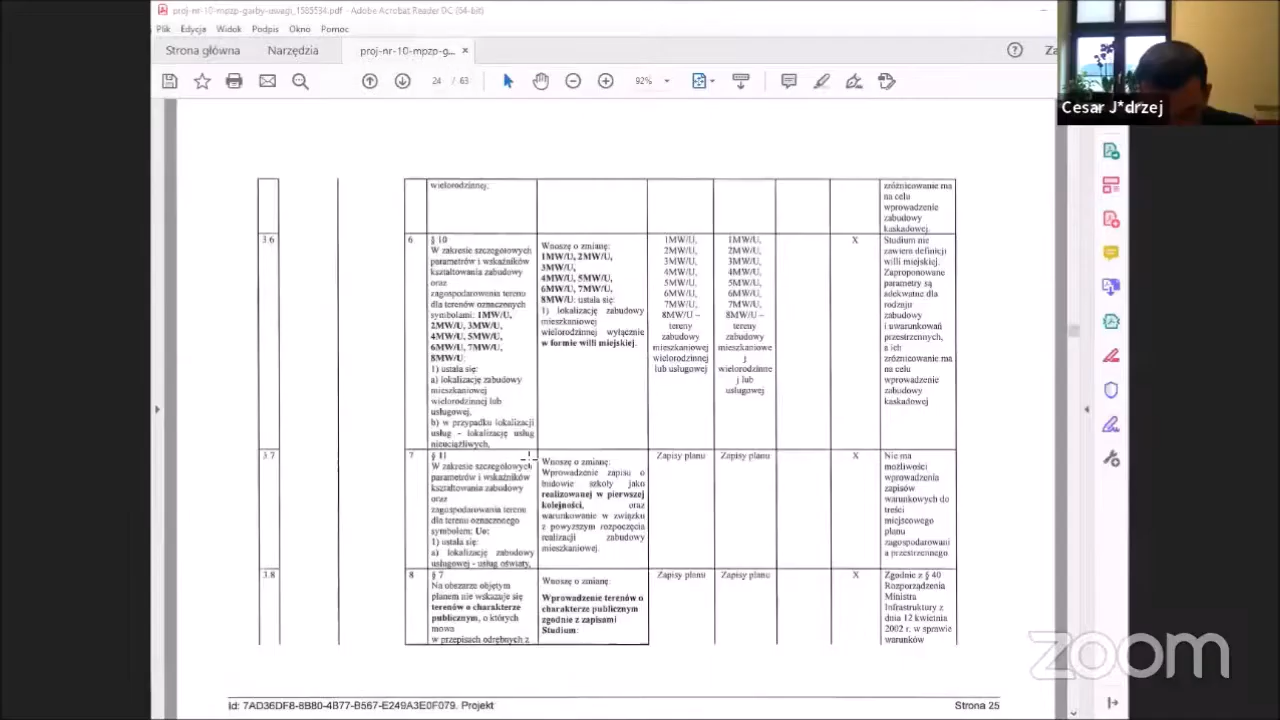 proj-nr-10-mpzp-garby-uwagi_1585534.pdf - Adobe Acrobat Reader DC (64-bit)
Plik Edycja Widok Podpis Okno Pomoc
Strona główna Narzędzia proj-nr-10-mpzp-g... × Za
24 / 63 92%
Cesar J*drzej
wielorodzinnej.
zróżnicowanie ma
na celu
wprowadzenie
zabudowy
kaskadowej.
3.6
6
§ 10
W zakresie szczegółowych
parametrów i wskaźników
kształtowania zabudowy
oraz
zagospodarowania terenu
dla terenów oznaczonych
symbolami: 1MW/U,
2MW/U, 3MW/U,
4MW/U, 5MW/U,
6MW/U, 7MW/U,
8MW/U:
1) ustala się:
a) lokalizację zabudowy
mieszkaniowej
wielorodzinnej lub
usługowej,
b) w przypadku lokalizacji
usług – lokalizację usług
nieuciążliwych,
Wnoszę o zmianę:
1MW/U, 2MW/U,
3MW/U,
4MW/U, 5MW/U,
6MW/U, 7MW/U,
8MW/U: ustala się:
1) lokalizację zabudowy
mieszkaniowej
wielorodzinnej wyłącznie
w formie willi miejskiej.
1MW/U,
2MW/U,
3MW/U,
4MW/U,
5MW/U,
6MW/U,
7MW/U,
8MW/U –
tereny
zabudowy
mieszkaniowej
wielorodzinnej
lub usługowej
1MW/U,
2MW/U,
3MW/U,
4MW/U,
5MW/U,
6MW/U,
7MW/U,
8MW/U –
tereny
zabudowy
mieszkaniowe
j
wielorodzinne
j lub
usługowej
X
Studium nie
zawiera definicji
willi miejskiej.
Zaproponowane
parametry są
adekwatne dla
rodzaju
zabudowy
i uwarunkowań
przestrzennych,
a ich
zróżnicowanie ma
na celu
wprowadzenie
zabudowy
kaskadowej
3.7
7
§ 11
W zakresie szczegółowych
parametrów i wskaźników
kształtowania zabudowy
oraz
zagospodarowania terenu
dla terenu oznaczonego
symbolem: Uo:
1) ustala się:
a) lokalizację zabudowy
usługowej - usług oświaty,
Wnoszę o zmianę:
Wprowadzenie zapisu o
budowie szkoły jako
realizowanej w pierwszej
kolejności, oraz
warunkowanie w związku
z powyższym rozpoczęcia
realizacji zabudowy
mieszkaniowej.
Zapisy planu
Zapisy planu
X
Nie ma
możliwości
wprowadzenia
zapisów
warunkowych do
treści
miejscowego
planu
zagospodarowani
a przestrzennego
3.8
8
§ 7
Na obszarze objętym
planem nie wskazuje się
terenów o charakterze
publicznym, o których
mowa
w przepisach odrębnych z
Wnoszę o zmianę:
Wprowadzenie terenów o
charakterze publicznym
zgodnie z zapisami
Studium:
Zapisy planu
Zapisy planu
X
Zgodnie z § 40
Rozporządzenia
Ministra
Infrastruktury z
dnia 12 kwietnia
2002 r. w sprawie
warunków
Id: 7AD36DF8-8B80-4B77-B567-E249A3E0F079. Projekt Strona 25
zoom